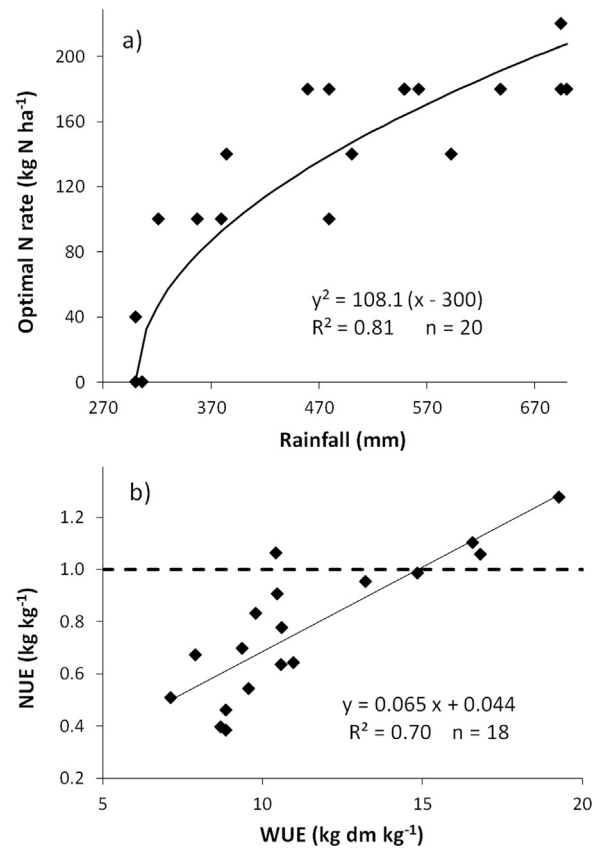 a)
Optimal N rate (kg N ha⁻¹)
200
160
120
80
40
0
y² = 108.1 (x - 300)
R² = 0.81 n = 20
270 370 470 570 670
Rainfall (mm)
b)
NUE (kg kg⁻¹)
1.2
1.0
0.8
0.6
0.4
0.2
y = 0.065 x + 0.044
R² = 0.70 n = 18
5 10 15 20
WUE (kg dm kg⁻¹)